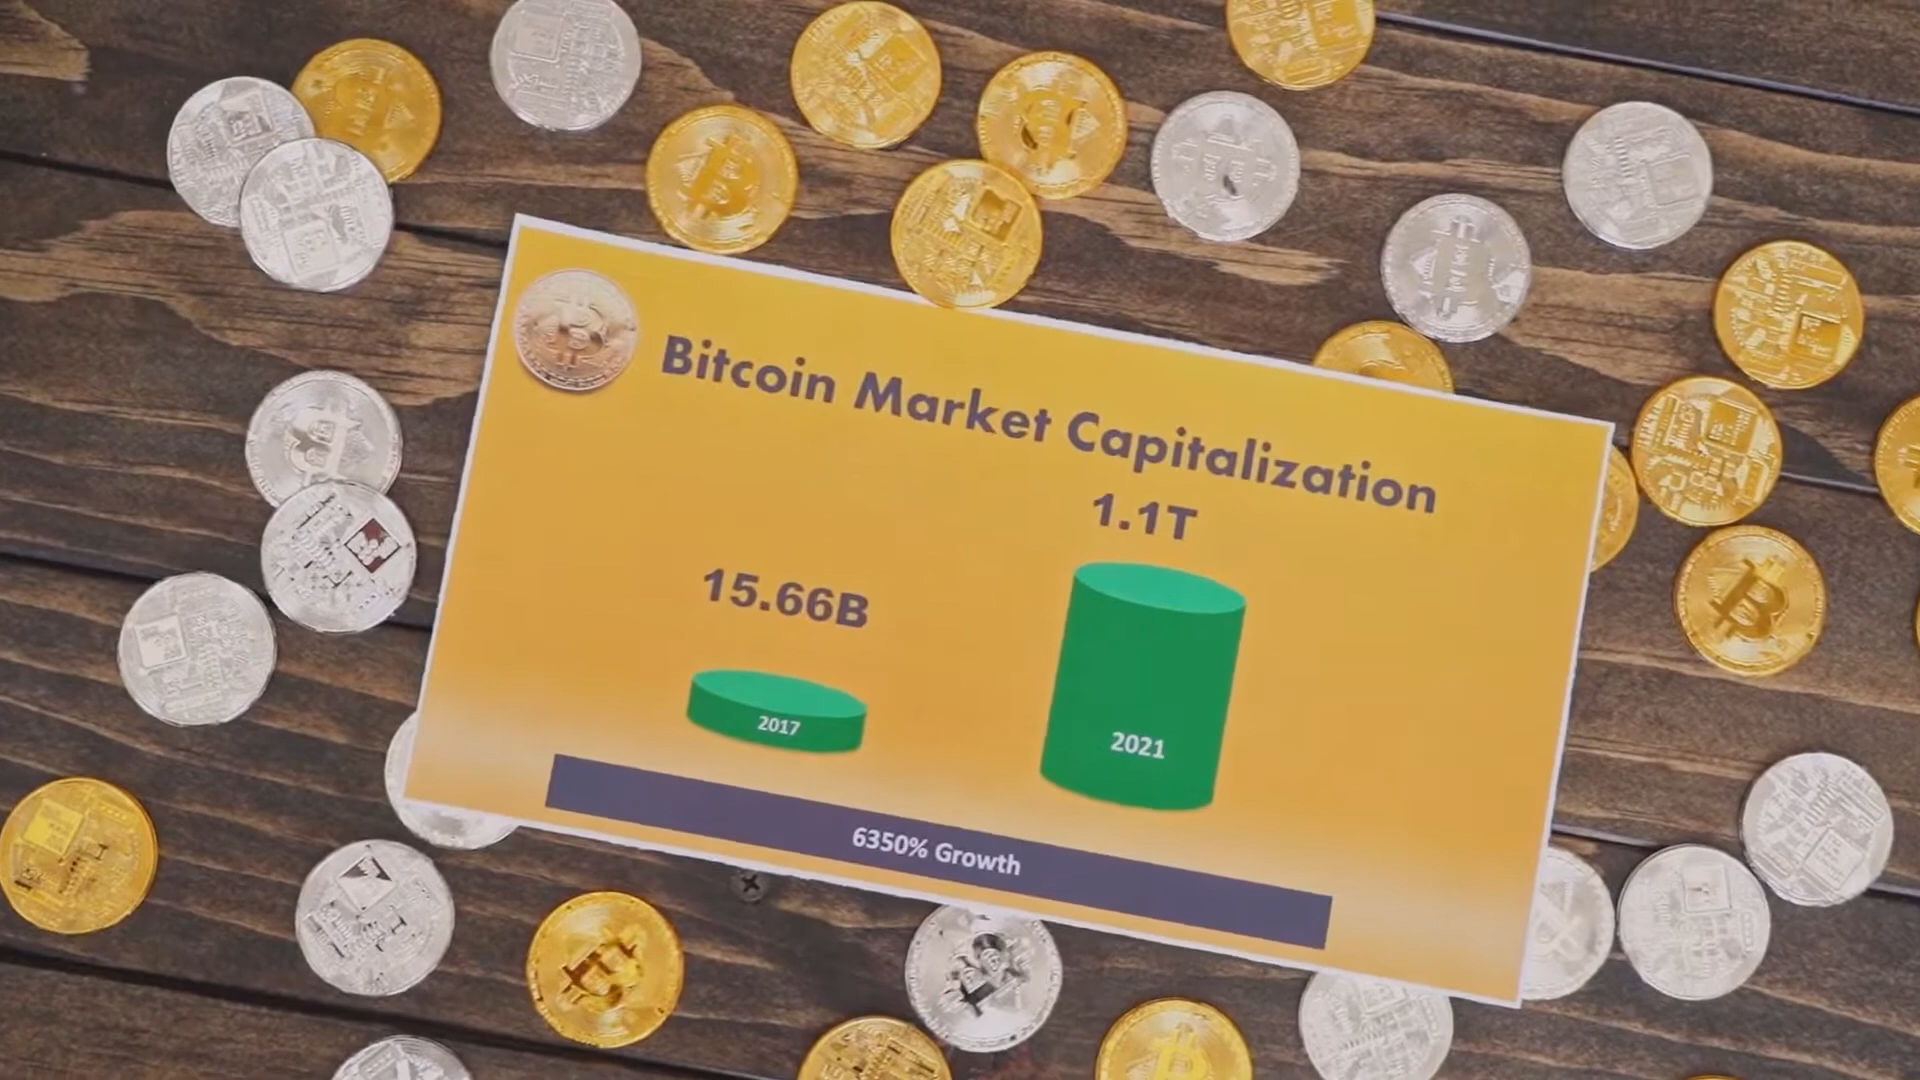 Bitcoin Market Capitalization
1.1T
15.66B
2017
2021
6350% Growth